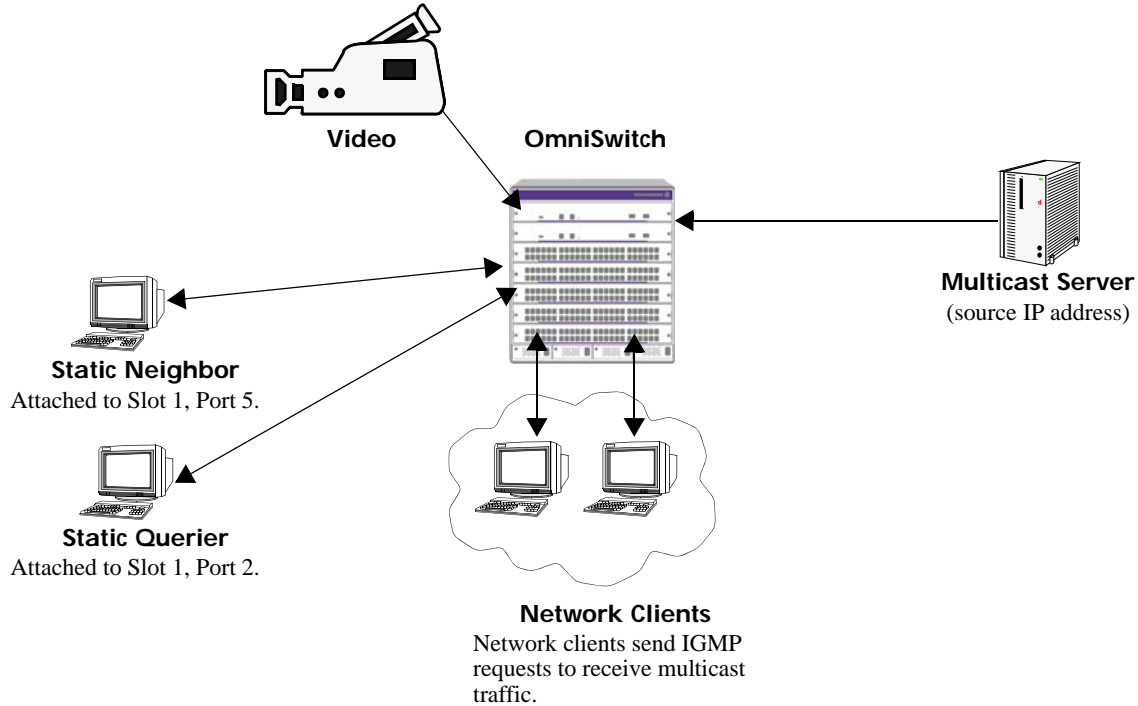 Video
OmniSwitch
Multicast Server
(source IP address)
Static Neighbor
Attached to Slot 1, Port 5.
Static Querier
Attached to Slot 1, Port 2.
Network Clients
Network clients send IGMP
requests to receive multicast
traffic.